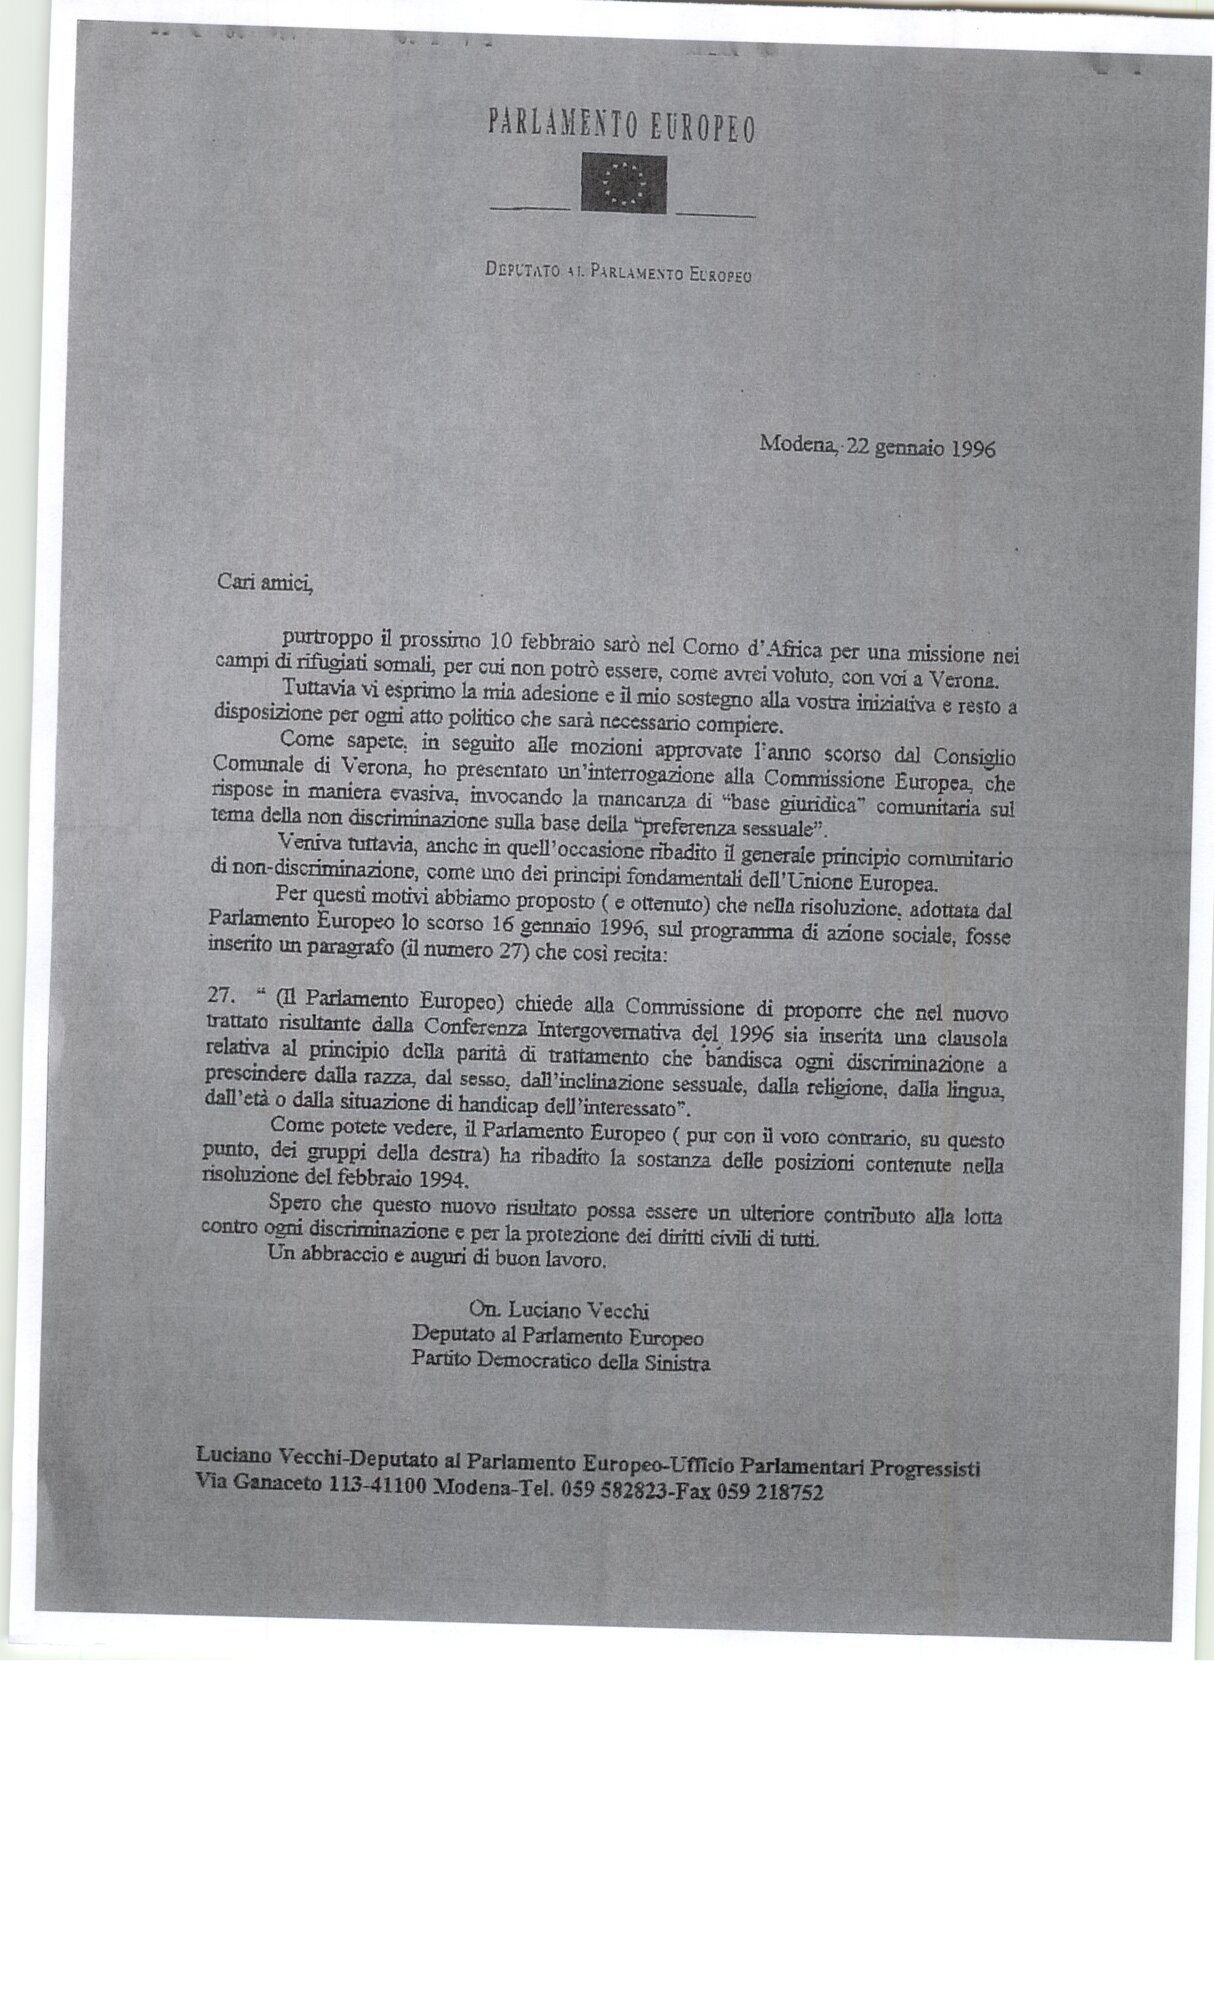 PARLAMENTO EUROPEO
DEPUTATO AL PARLAMENTO EUROPEO
Modena, 22 gennaio 1996
Cari amici,
purtroppo il prossimo 10 febbraio sarò nel Corno d'Africa per una missione nei
campi di rifugiati somali, per cui non potrò essere, come avrei voluto, con voi a Verona.
Tuttavia vi esprimo la mia adesione e il mio sostegno alla vostra iniziativa e resto a
disposizione per ogni atto politico che sarà necessario compiere.
Come sapete, in seguito alle mozioni approvate l'anno scorso dal Consiglio
Comunale di Verona, ho presentato un'interrogazione alla Commissione Europea, che
rispose in maniera evasiva, invocando la mancanza di "base giuridica" comunitaria sul
tema della non discriminazione sulla base della "preferenza sessuale".
Veniva tuttavia, anche in quell'occasione ribadito il generale principio comunitario
di non-discriminazione, come uno dei principi fondamentali dell'Unione Europea.
Per questi motivi abbiamo proposto ( e ottenuto) che nella risoluzione, adottata dal
Parlamento Europeo lo scorso 16 gennaio 1996, sul programma di azione sociale, fosse
inserito un paragrafo (il numero 27) che così recita:
27. " (Il Parlamento Europeo) chiede alla Commissione di proporre che nel nuovo
trattato risultante dalla Conferenza Intergovernativa del 1996 sia inserita una clausola
relativa al principio della parità di trattamento che bandisca ogni discriminazione a
prescindere dalla razza, dal sesso, dall'inclinazione sessuale, dalla religione, dalla lingua,
dall'età o dalla situazione di handicap dell'interessato".
Come potete vedere, il Parlamento Europeo ( pur con il voto contrario, su questo
punto, dei gruppi della destra) ha ribadito la sostanza delle posizioni contenute nella
risoluzione del febbraio 1994.
Spero che questo nuovo risultato possa essere un ulteriore contributo alla lotta
contro ogni discriminazione e per la protezione dei diritti civili di tutti.
Un abbraccio e auguri di buon lavoro.
On. Luciano Vecchi
Deputato al Parlamento Europeo
Partito Democratico della Sinistra
Luciano Vecchi-Deputato al Parlamento Europeo-Ufficio Parlamentari Progressisti
Via Ganaceto 113-41100 Modena-Tel. 059 582823-Fax 059 218752